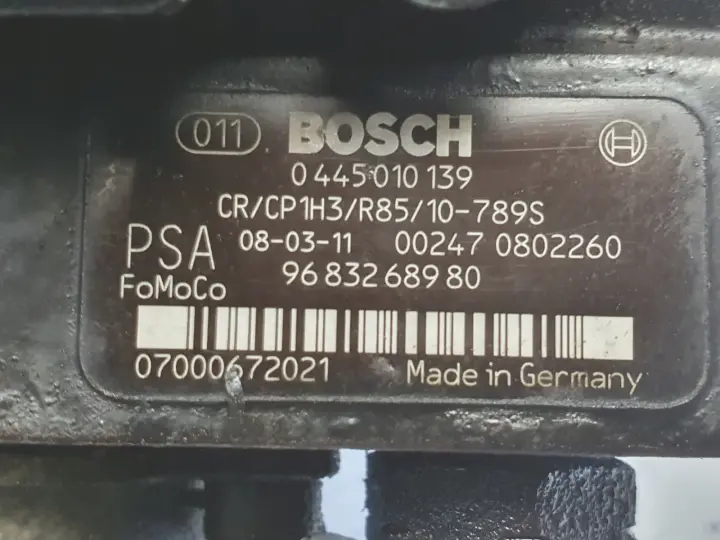 011 BOSCH
0 445 010 139
CR/CP1H3/R85/10-789S
PSA 08-03-11 00247 0802260
FoMoCo 96 832 689 80
07000672021 Made in Germany